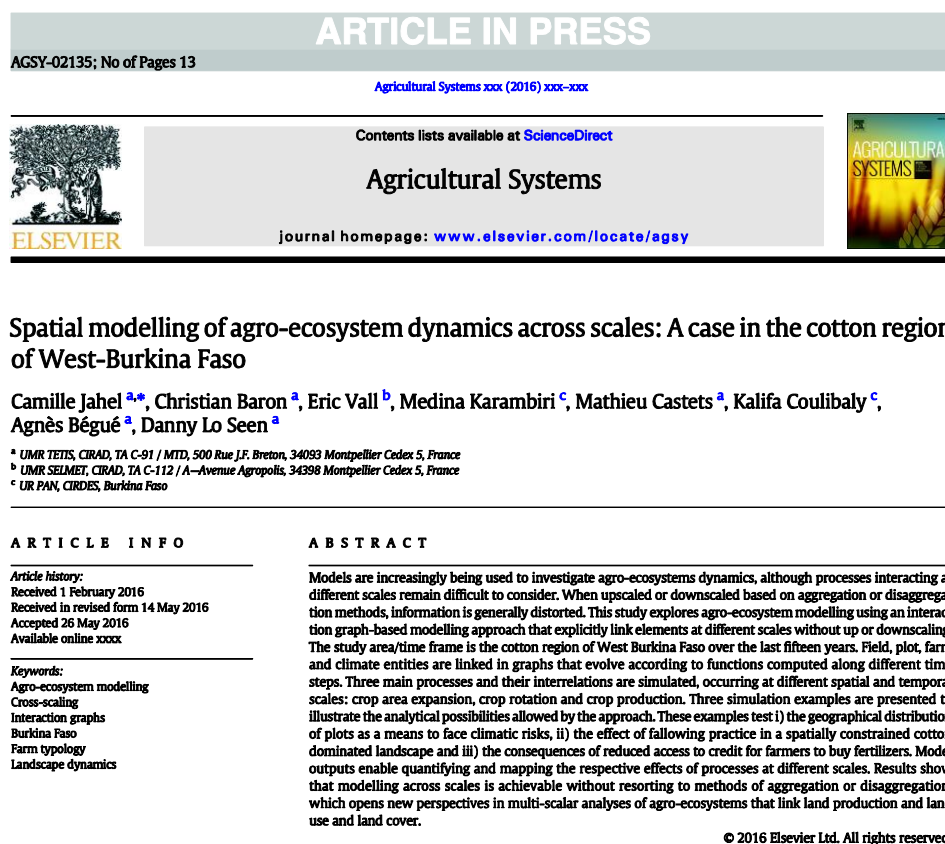 ARTICLE IN PRESS
AGSY-02135; No of Pages 13
Agricultural Systems xxx (2016) xxx–xxx
Contents lists available at ScienceDirect
Agricultural Systems
journal homepage: www.elsevier.com/locate/agsy
ELSEVIER
AGRICULTURA
SYSTEMS
Spatial modelling of agro-ecosystem dynamics across scales: A case in the cotton region
of West-Burkina Faso
Camille Jahel a,*, Christian Baron a, Eric Vall b, Medina Karambiri c, Mathieu Castets a, Kalifa Coulibaly c,
Agnès Bégué a, Danny Lo Seen a
a UMR TETIS, CIRAD, TA C-91 / MTD, 500 Rue J.F. Breton, 34093 Montpellier Cedex 5, France
b UMR SELMET, CIRAD, TA C-112 / A—Avenue Agropolis, 34398 Montpellier Cedex 5, France
c UR PAN, CIRDES, Burkina Faso
ARTICLE INFO
Article history:
Received 1 February 2016
Received in revised form 14 May 2016
Accepted 26 May 2016
Available online xxxx
Keywords:
Agro-ecosystem modelling
Cross-scaling
Interaction graphs
Burkina Faso
Farm typology
Landscape dynamics
ABSTRACT
Models are increasingly being used to investigate agro-ecosystems dynamics, although processes interacting a
different scales remain difficult to consider. When upscaled or downscaled based on aggregation or disaggrega
tion methods, information is generally distorted. This study explores agro-ecosystem modelling using an interac
tion graph-based modelling approach that explicitly link elements at different scales without up or downscaling
The study area/time frame is the cotton region of West Burkina Faso over the last fifteen years. Field, plot, farm
and climate entities are linked in graphs that evolve according to functions computed along different tim
steps. Three main processes and their interrelations are simulated, occurring at different spatial and tempora
scales: crop area expansion, crop rotation and crop production. Three simulation examples are presented t
illustrate the analytical possibilities allowed by the approach. These examples test i) the geographical distributio
of plots as a means to face climatic risks, ii) the effect of fallowing practice in a spatially constrained cotto
dominated landscape and iii) the consequences of reduced access to credit for farmers to buy fertilizers. Mode
outputs enable quantifying and mapping the respective effects of processes at different scales. Results show
that modelling across scales is achievable without resorting to methods of aggregation or disaggregation
which opens new perspectives in multi-scalar analyses of agro-ecosystems that link land production and lan
use and land cover.
© 2016 Elsevier Ltd. All rights reserved